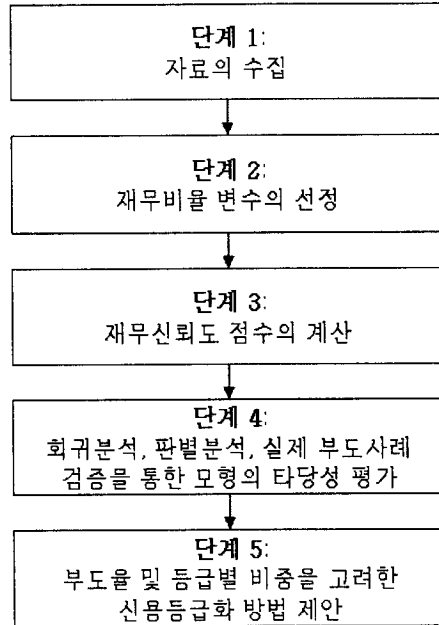 단계 1:
자료의 수집
단계 2:
재무비율 변수의 선정
단계 3:
재무신뢰도 점수의 계산
단계 4:
회귀분석, 판별분석, 실제 부도사례
검증을 통한 모형의 타당성 평가
단계 5:
부도율 및 등급별 비중을 고려한
신용등급화 방법 제안